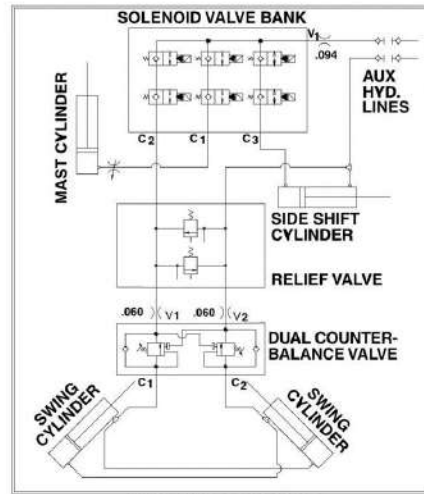 SOLENOID VALVE BANK
V1
.094
AUX
HYD.
LINES
MAST CYLINDER
C2
C1
C3
SIDE SHIFT
CYLINDER
RELIEF VALVE
.060
V1
.060
V2
DUAL COUNTER-
BALANCE VALVE
C1
C2
SWING
CYLINDER
SWING
CYLINDER